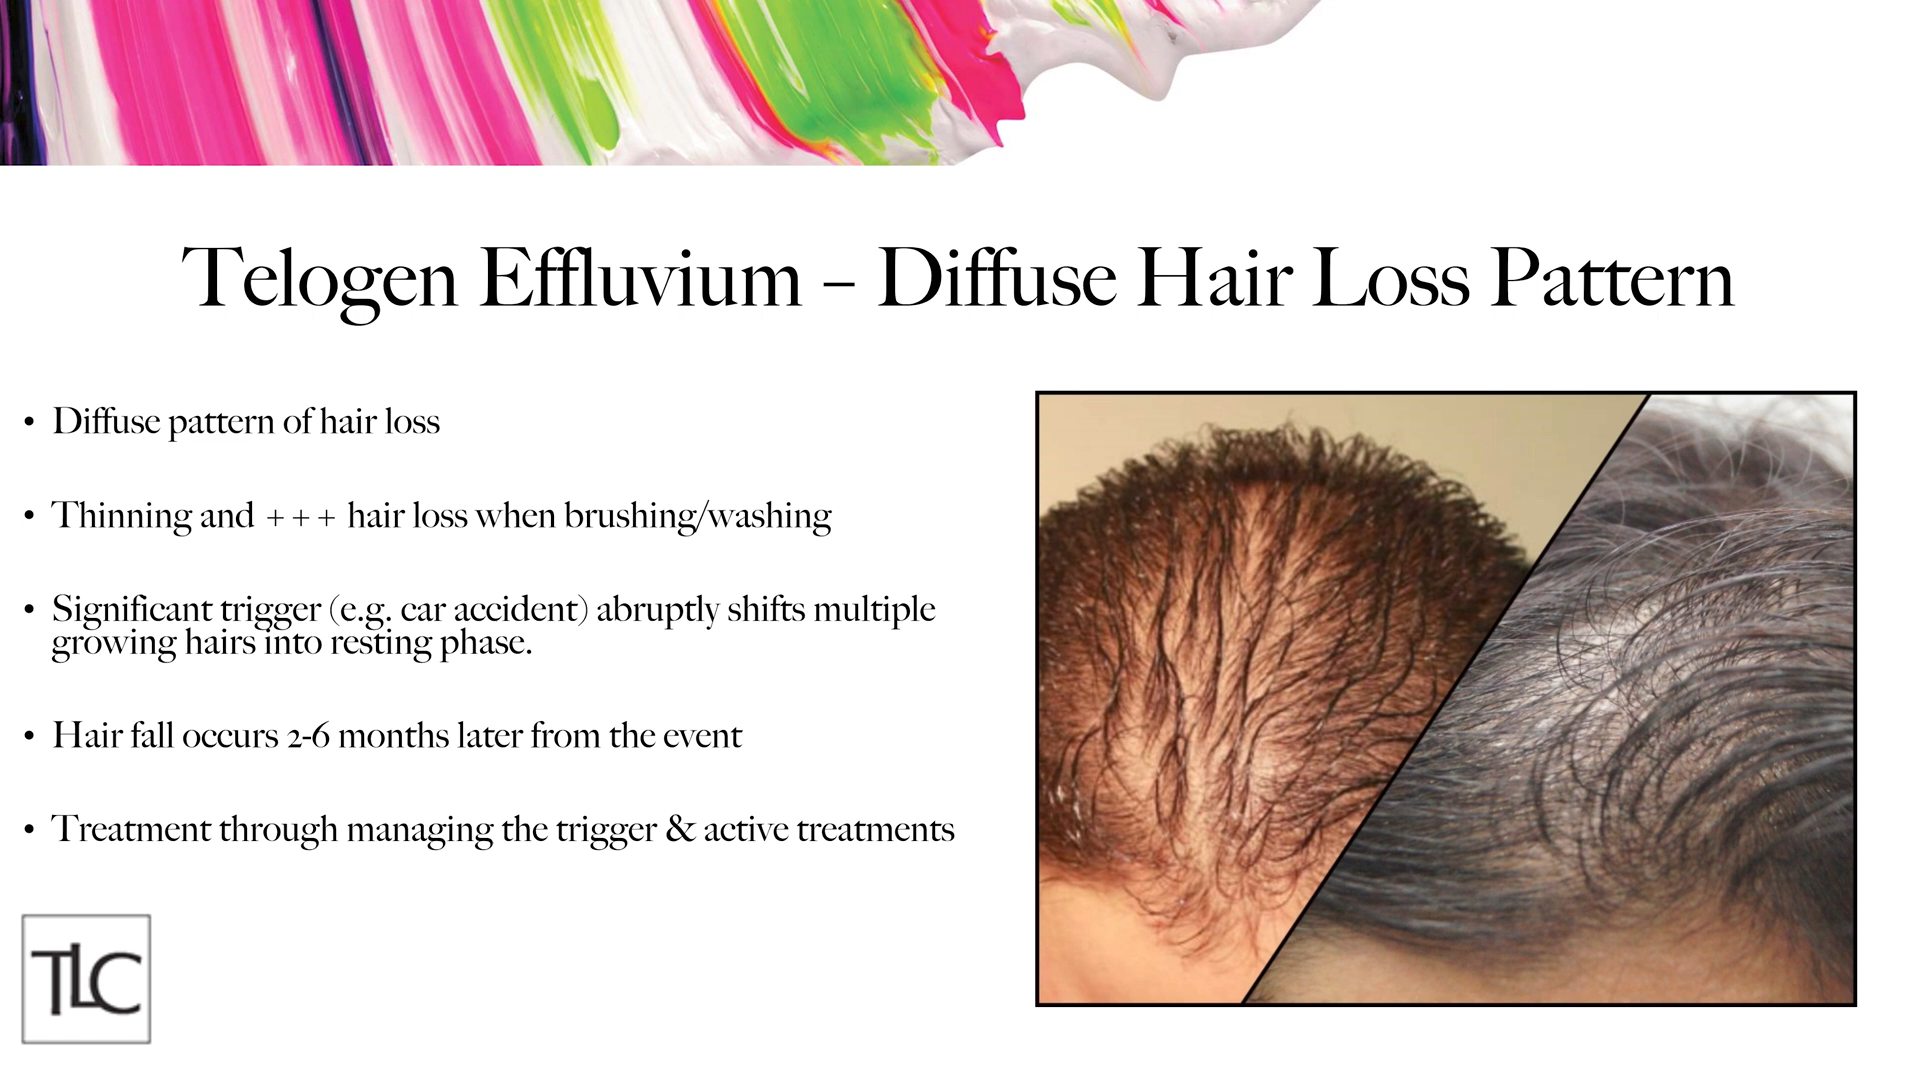 Telogen Effluvium – Diffuse Hair Loss Pattern
• Diffuse pattern of hair loss
• Thinning and +++ hair loss when brushing/washing
• Significant trigger (e.g. car accident) abruptly shifts multiple
growing hairs into resting phase.
• Hair fall occurs 2-6 months later from the event
• Treatment through managing the trigger & active treatments
TLC